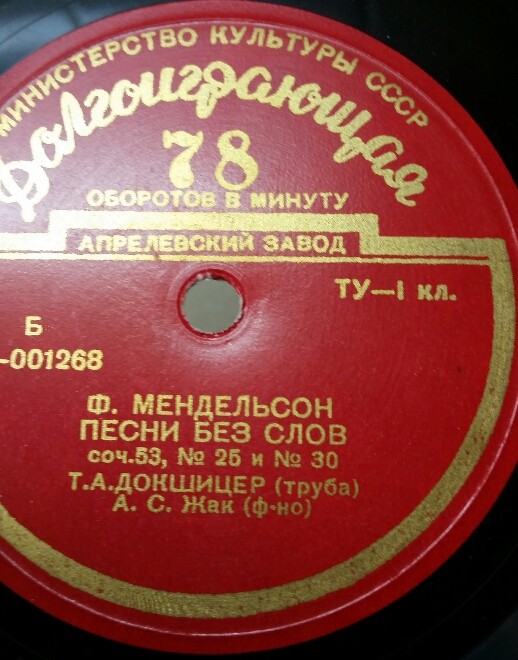 МИНИСТЕРСТВО КУЛЬТУРЫ СССР
Долгоиграющая
78
ОБОРОТОВ В МИНУТУ
АПРЕЛЕВСКИЙ ЗАВОД
ТУ—I кл.
Б
-001268
Ф. МЕНДЕЛЬСОН
ПЕСНИ БЕЗ СЛОВ
соч.53, № 25 и № 30
Т.А.ДОКШИЦЕР (труба)
А. С. Жак (ф-но)